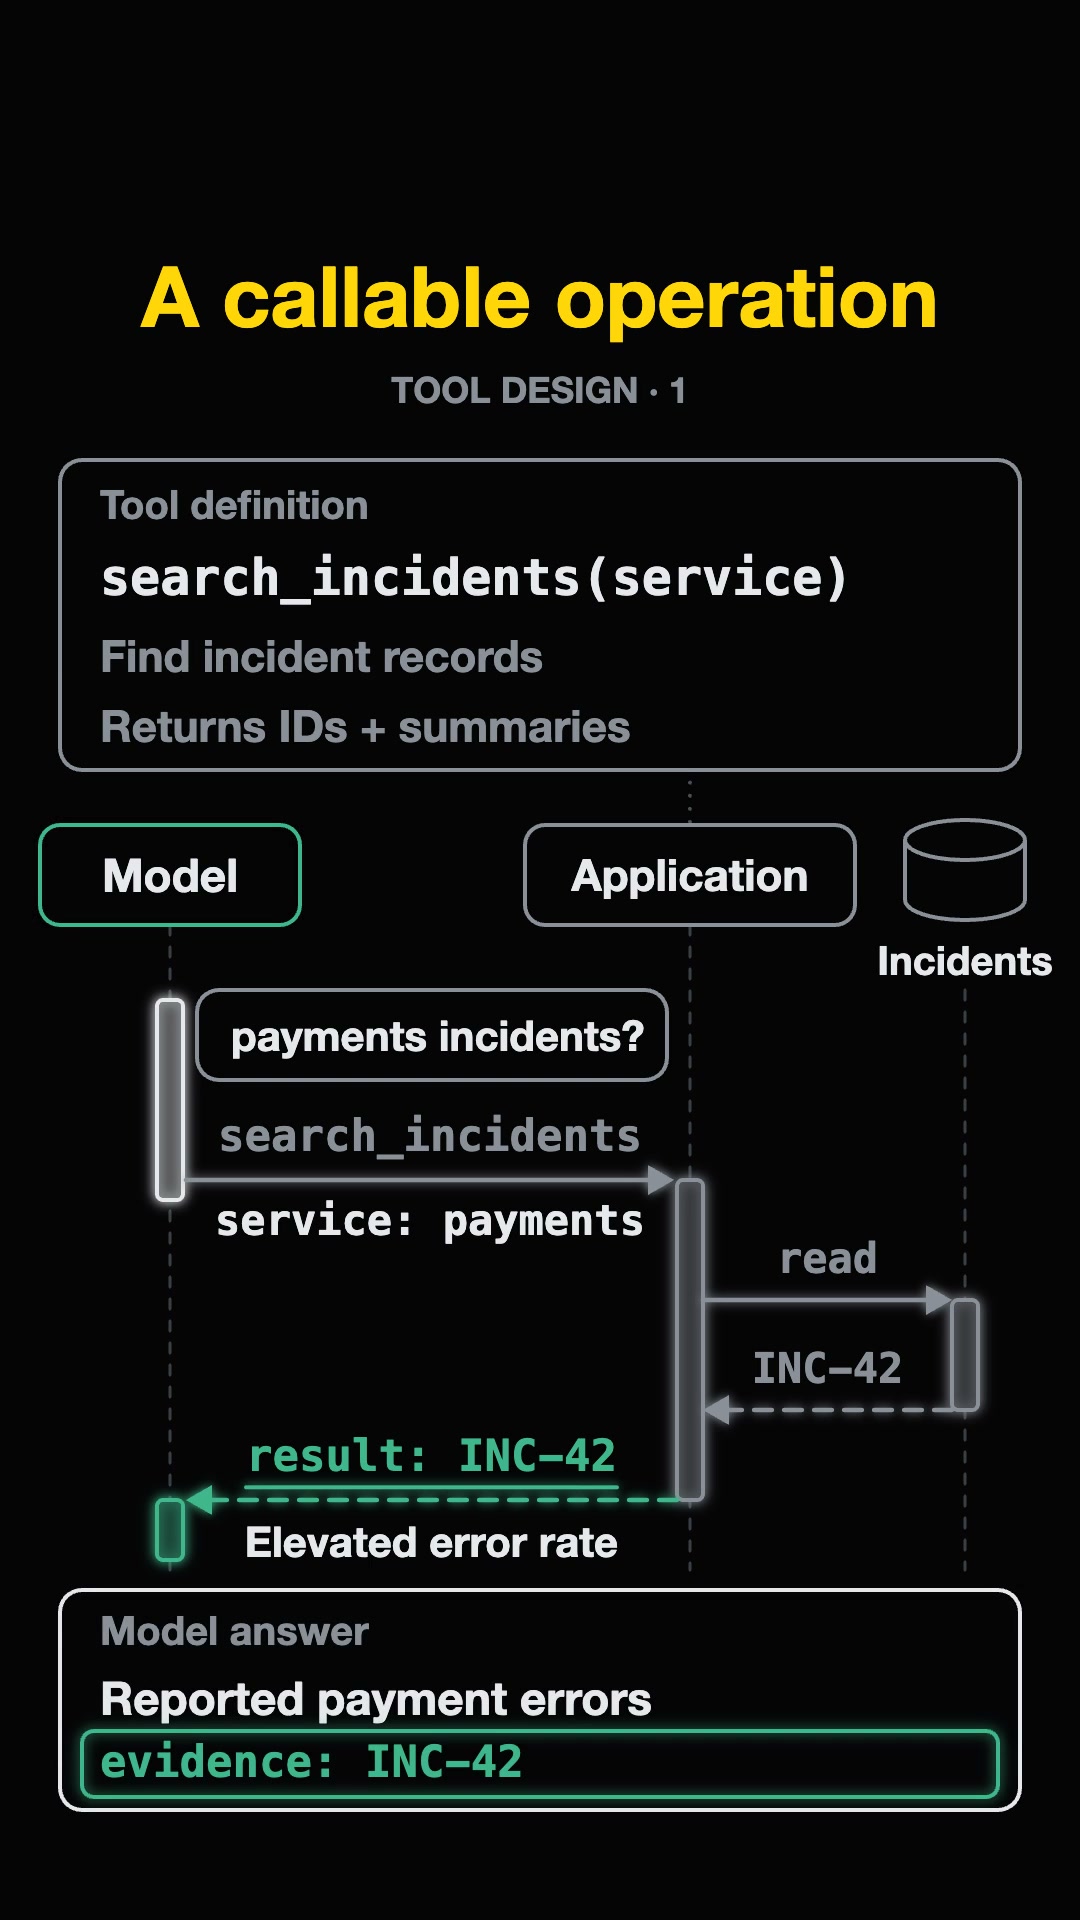 A callable operation
TOOL DESIGN · 1
Tool definition
search_incidents(service)
Find incident records
Returns IDs + summaries
Model
Application
Incidents
payments incidents?
search_incidents
service: payments
read
INC–42
result: INC–42
Elevated error rate
Model answer
Reported payment errors
evidence: INC–42